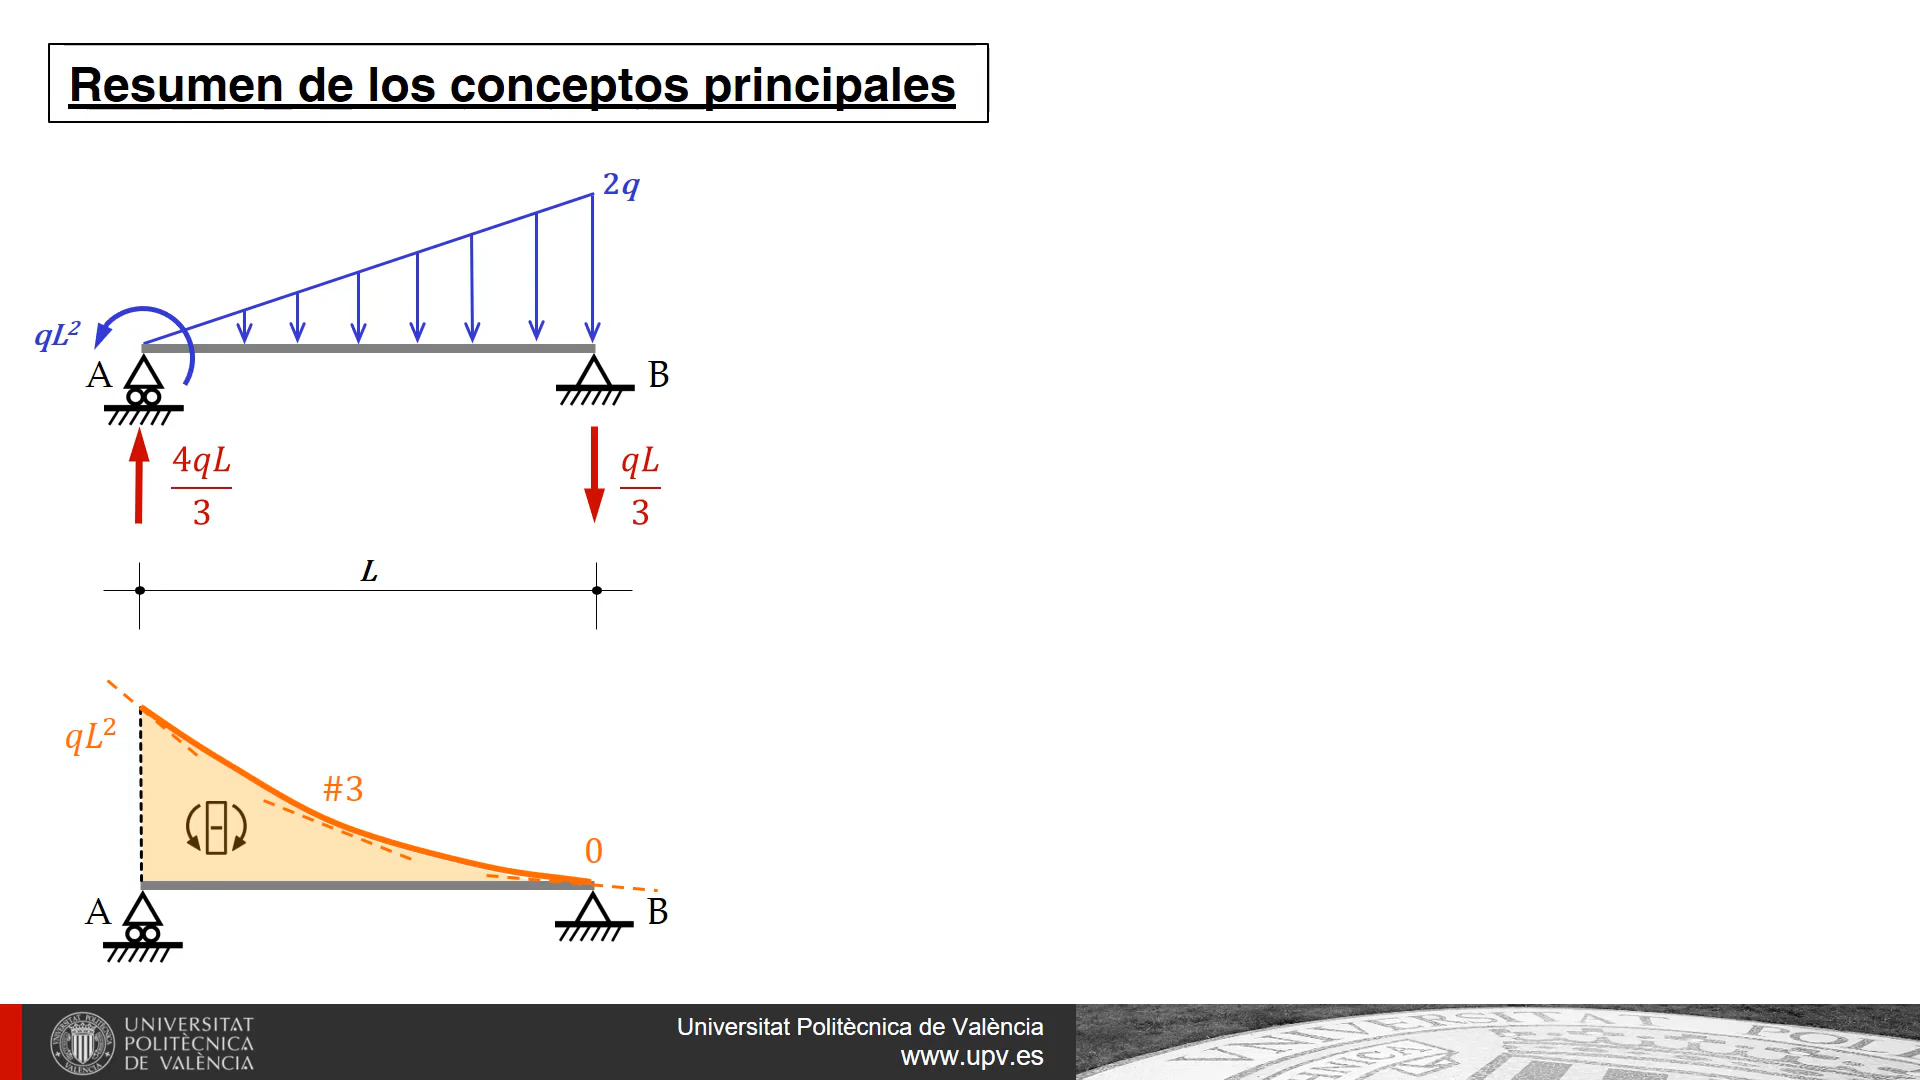 Resumen de los conceptos principales
2q
qL²
A
B
4qL
3
qL
3
L
qL²
#3
-
0
A
B
UNIVERSITAT
POLITÈCNICA
DE VALÈNCIA
Universitat Politècnica de València
www.upv.es